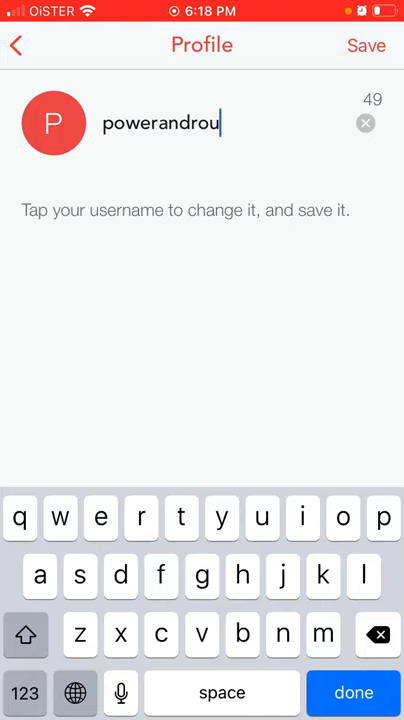 OiSTER 6:18 PM
Profile Save
49
P powerandrou
Tap your username to change it, and save it.
q w e r t y u i o p
a s d f g h j k l
z x c v b n m
123 space done